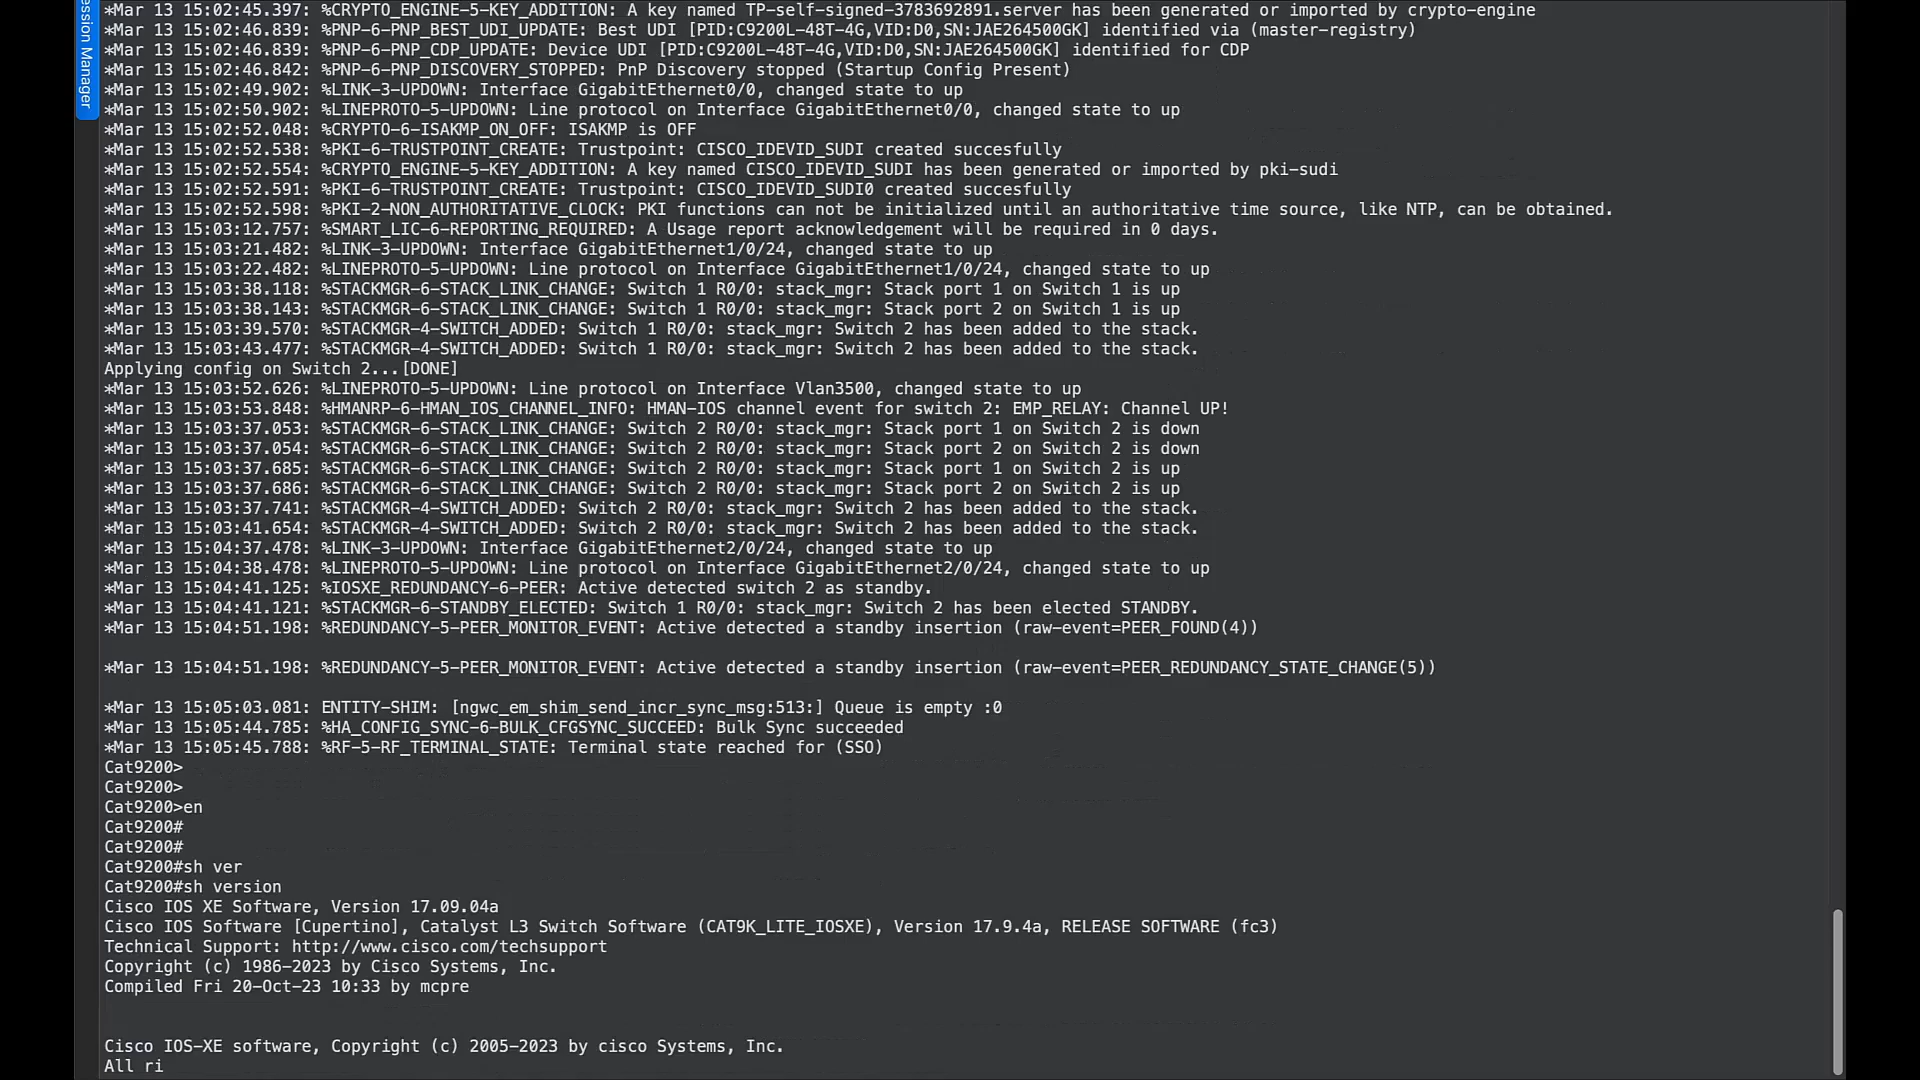 ession Manager
*Mar 13 15:02:45.397: %CRYPTO_ENGINE-5-KEY_ADDITION: A key named TP-self-signed-3783692891.server has been generated or imported by crypto-engine
*Mar 13 15:02:46.839: %PNP-6-PNP_BEST_UDI_UPDATE: Best UDI [PID:C9200L-48T-4G,VID:D0,SN:JAE264500GK] identified via (master-registry)
*Mar 13 15:02:46.839: %PNP-6-PNP_CDP_UPDATE: Device UDI [PID:C9200L-48T-4G,VID:D0,SN:JAE264500GK] identified for CDP
*Mar 13 15:02:46.842: %PNP-6-PNP_DISCOVERY_STOPPED: PnP Discovery stopped (Startup Config Present)
*Mar 13 15:02:49.902: %LINK-3-UPDOWN: Interface GigabitEthernet0/0, changed state to up
*Mar 13 15:02:50.902: %LINEPROTO-5-UPDOWN: Line protocol on Interface GigabitEthernet0/0, changed state to up
*Mar 13 15:02:52.048: %CRYPTO-6-ISAKMP_ON_OFF: ISAKMP is OFF
*Mar 13 15:02:52.538: %PKI-6-TRUSTPOINT_CREATE: Trustpoint: CISCO_IDEVID_SUDI created succesfully
*Mar 13 15:02:52.554: %CRYPTO_ENGINE-5-KEY_ADDITION: A key named CISCO_IDEVID_SUDI has been generated or imported by pki-sudi
*Mar 13 15:02:52.591: %PKI-6-TRUSTPOINT_CREATE: Trustpoint: CISCO_IDEVID_SUDI0 created succesfully
*Mar 13 15:02:52.598: %PKI-2-NON_AUTHORITATIVE_CLOCK: PKI functions can not be initialized until an authoritative time source, like NTP, can be obtained.
*Mar 13 15:03:12.757: %SMART_LIC-6-REPORTING_REQUIRED: A Usage report acknowledgement will be required in 0 days.
*Mar 13 15:03:21.482: %LINK-3-UPDOWN: Interface GigabitEthernet1/0/24, changed state to up
*Mar 13 15:03:22.482: %LINEPROTO-5-UPDOWN: Line protocol on Interface GigabitEthernet1/0/24, changed state to up
*Mar 13 15:03:38.118: %STACKMGR-6-STACK_LINK_CHANGE: Switch 1 R0/0: stack_mgr: Stack port 1 on Switch 1 is up
*Mar 13 15:03:38.143: %STACKMGR-6-STACK_LINK_CHANGE: Switch 1 R0/0: stack_mgr: Stack port 2 on Switch 1 is up
*Mar 13 15:03:39.570: %STACKMGR-4-SWITCH_ADDED: Switch 1 R0/0: stack_mgr: Switch 2 has been added to the stack.
*Mar 13 15:03:43.477: %STACKMGR-4-SWITCH_ADDED: Switch 1 R0/0: stack_mgr: Switch 2 has been added to the stack.
Applying config on Switch 2...[DONE]
*Mar 13 15:03:52.626: %LINEPROTO-5-UPDOWN: Line protocol on Interface Vlan3500, changed state to up
*Mar 13 15:03:53.848: %HMANRP-6-HMAN_IOS_CHANNEL_INFO: HMAN-IOS channel event for switch 2: EMP_RELAY: Channel UP!
*Mar 13 15:03:37.053: %STACKMGR-6-STACK_LINK_CHANGE: Switch 2 R0/0: stack_mgr: Stack port 1 on Switch 2 is down
*Mar 13 15:03:37.054: %STACKMGR-6-STACK_LINK_CHANGE: Switch 2 R0/0: stack_mgr: Stack port 2 on Switch 2 is down
*Mar 13 15:03:37.685: %STACKMGR-6-STACK_LINK_CHANGE: Switch 2 R0/0: stack_mgr: Stack port 1 on Switch 2 is up
*Mar 13 15:03:37.686: %STACKMGR-6-STACK_LINK_CHANGE: Switch 2 R0/0: stack_mgr: Stack port 2 on Switch 2 is up
*Mar 13 15:03:37.741: %STACKMGR-4-SWITCH_ADDED: Switch 2 R0/0: stack_mgr: Switch 2 has been added to the stack.
*Mar 13 15:03:41.654: %STACKMGR-4-SWITCH_ADDED: Switch 2 R0/0: stack_mgr: Switch 2 has been added to the stack.
*Mar 13 15:04:37.478: %LINK-3-UPDOWN: Interface GigabitEthernet2/0/24, changed state to up
*Mar 13 15:04:38.478: %LINEPROTO-5-UPDOWN: Line protocol on Interface GigabitEthernet2/0/24, changed state to up
*Mar 13 15:04:41.125: %IOSXE_REDUNDANCY-6-PEER: Active detected switch 2 as standby.
*Mar 13 15:04:41.121: %STACKMGR-6-STANDBY_ELECTED: Switch 1 R0/0: stack_mgr: Switch 2 has been elected STANDBY.
*Mar 13 15:04:51.198: %REDUNDANCY-5-PEER_MONITOR_EVENT: Active detected a standby insertion (raw-event=PEER_FOUND(4))
*Mar 13 15:04:51.198: %REDUNDANCY-5-PEER_MONITOR_EVENT: Active detected a standby insertion (raw-event=PEER_REDUNDANCY_STATE_CHANGE(5))
*Mar 13 15:05:03.081: ENTITY-SHIM: [ngwc_em_shim_send_incr_sync_msg:513:] Queue is empty :0
*Mar 13 15:05:44.785: %HA_CONFIG_SYNC-6-BULK_CFGSYNC_SUCCEED: Bulk Sync succeeded
*Mar 13 15:05:45.788: %RF-5-RF_TERMINAL_STATE: Terminal state reached for (SSO)
Cat9200>
Cat9200>
Cat9200>en
Cat9200#
Cat9200#
Cat9200#sh ver
Cat9200#sh version
Cisco IOS XE Software, Version 17.09.04a
Cisco IOS Software [Cupertino], Catalyst L3 Switch Software (CAT9K_LITE_IOSXE), Version 17.9.4a, RELEASE SOFTWARE (fc3)
Technical Support: http://www.cisco.com/techsupport
Copyright (c) 1986-2023 by Cisco Systems, Inc.
Compiled Fri 20-Oct-23 10:33 by mcpre
Cisco IOS-XE software, Copyright (c) 2005-2023 by cisco Systems, Inc.
All ri